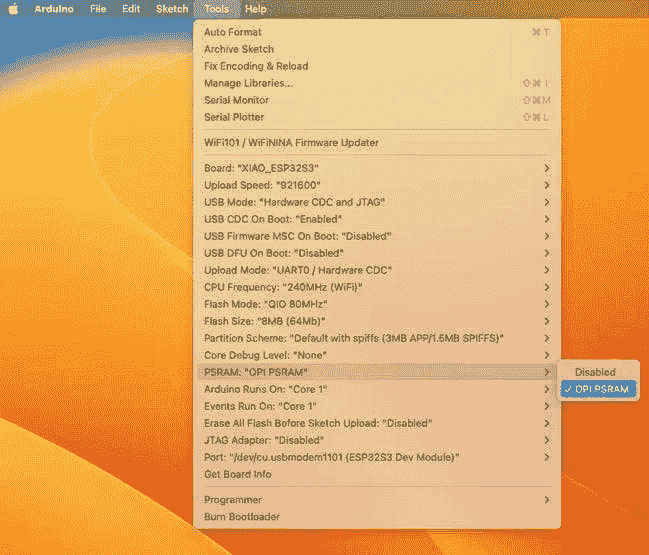 Arduino File Edit Sketch Tools Help
Auto Format ⌘ T
Archive Sketch
Fix Encoding & Reload
Manage Libraries... ⇧ ⌘ I
Serial Monitor ⇧ ⌘ M
Serial Plotter ⇧ ⌘ L
WiFi101 / WiFiNINA Firmware Updater
Board: "XIAO_ESP32S3"
Upload Speed: "921600"
USB Mode: "Hardware CDC and JTAG"
USB CDC On Boot: "Enabled"
USB Firmware MSC On Boot: "Disabled"
USB DFU On Boot: "Disabled"
Upload Mode: "UART0 / Hardware CDC"
CPU Frequency: "240MHz (WiFi)"
Flash Mode: "QIO 80MHz"
Flash Size: "8MB (64Mb)"
Partition Scheme: "Default with spiffs (3MB APP/1.5MB SPIFFS)"
Core Debug Level: "None"
PSRAM: "OPI PSRAM"
Disabled
✓ OPI PSRAM
Arduino Runs On: "Core 1"
Events Run On: "Core 1"
Erase All Flash Before Sketch Upload: "Disabled"
JTAG Adapter: "Disabled"
Port: "/dev/cu.usbmodem1101 (ESP32S3 Dev Module)"
Get Board Info
Programmer
Burn Bootloader